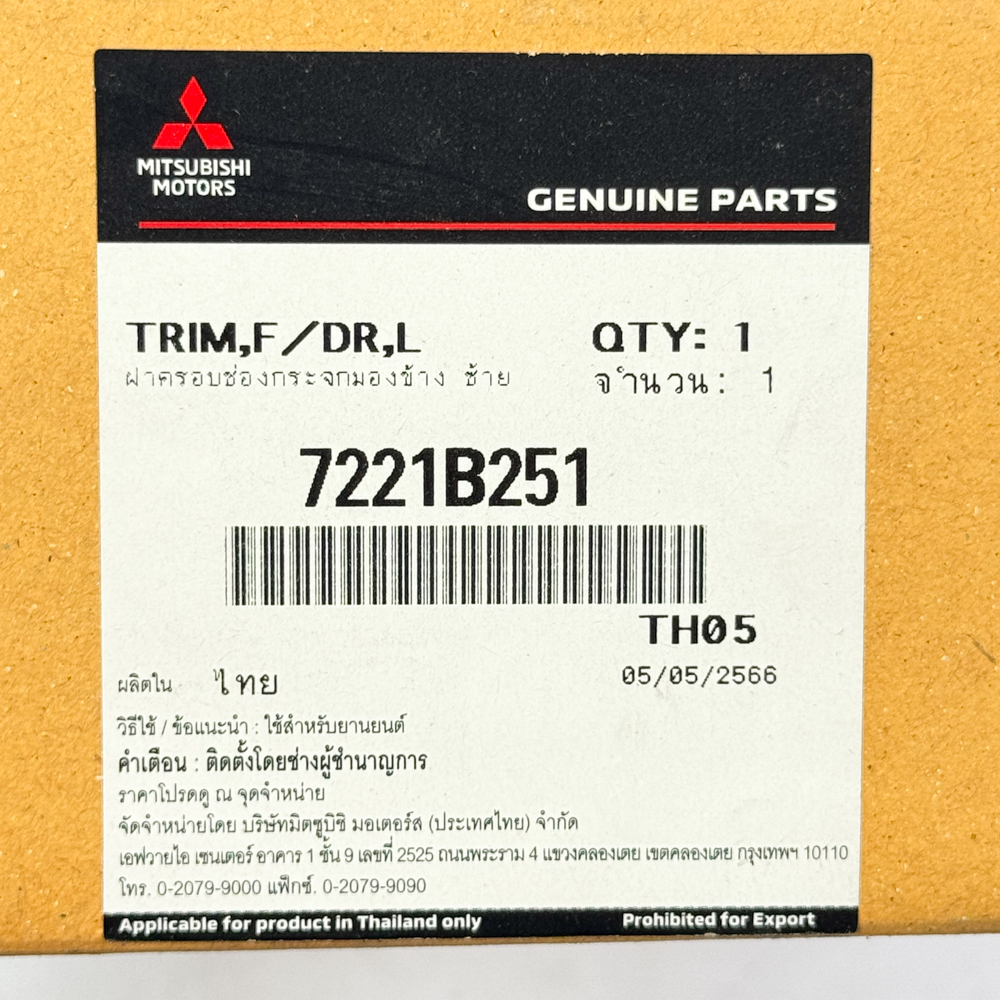 MITSUBISHI
MOTORS
GENUINE PARTS
TRIM,F/DR,L
QTY: 1
ฝาครอบช่องกระจกมองข้าง ซ้าย
จำนวน: 1
7221B251
TH05
05/05/2566
ผลิตใน ไทย
วิธีใช้ / ข้อแนะนำ : ใช้สำหรับยานยนต์
คำเตือน : ติดตั้งโดยช่างผู้ชำนาญการ
ราคาโปรดดู ณ จุดจำหน่าย
จัดจำหน่ายโดย บริษัทมิตซูบิชิ มอเตอร์ส (ประเทศไทย) จำกัด
เอฟวายไอ เซนเตอร์ อาคาร 1 ชั้น 9 เลขที่ 2525 ถนนพระราม 4 แขวงคลองเตย เขตคลองเตย กรุงเทพฯ 10110
โทร. 0-2079-9000 แฟ็กซ์. 0-2079-9090
Applicable for product in Thailand only
Prohibited for Export